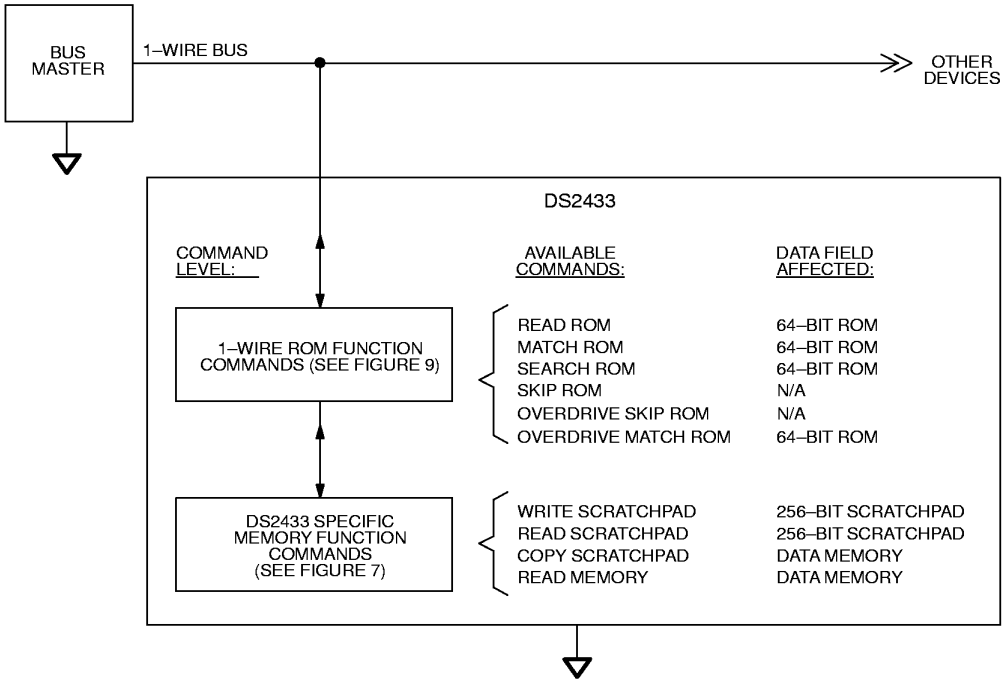 BUS
MASTER
1–WIRE BUS
OTHER
DEVICES
DS2433
COMMAND
LEVEL:
AVAILABLE
COMMANDS:
DATA FIELD
AFFECTED:
1–WIRE ROM FUNCTION
COMMANDS (SEE FIGURE 9)
READ ROM 64–BIT ROM
MATCH ROM 64–BIT ROM
SEARCH ROM 64–BIT ROM
SKIP ROM N/A
OVERDRIVE SKIP ROM N/A
OVERDRIVE MATCH ROM 64–BIT ROM
DS2433 SPECIFIC
MEMORY FUNCTION
COMMANDS
(SEE FIGURE 7)
WRITE SCRATCHPAD 256–BIT SCRATCHPAD
READ SCRATCHPAD 256–BIT SCRATCHPAD
COPY SCRATCHPAD DATA MEMORY
READ MEMORY DATA MEMORY